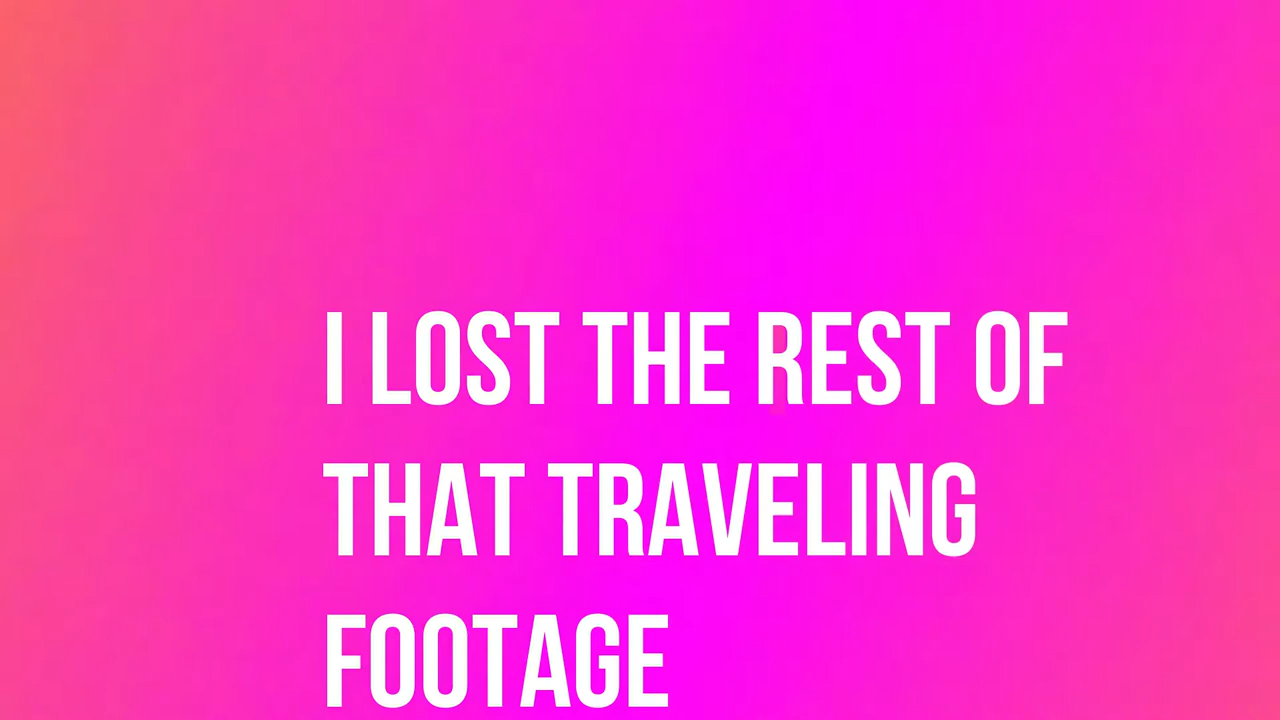 I LOST THE REST OF
THAT TRAVELING
FOOTAGE